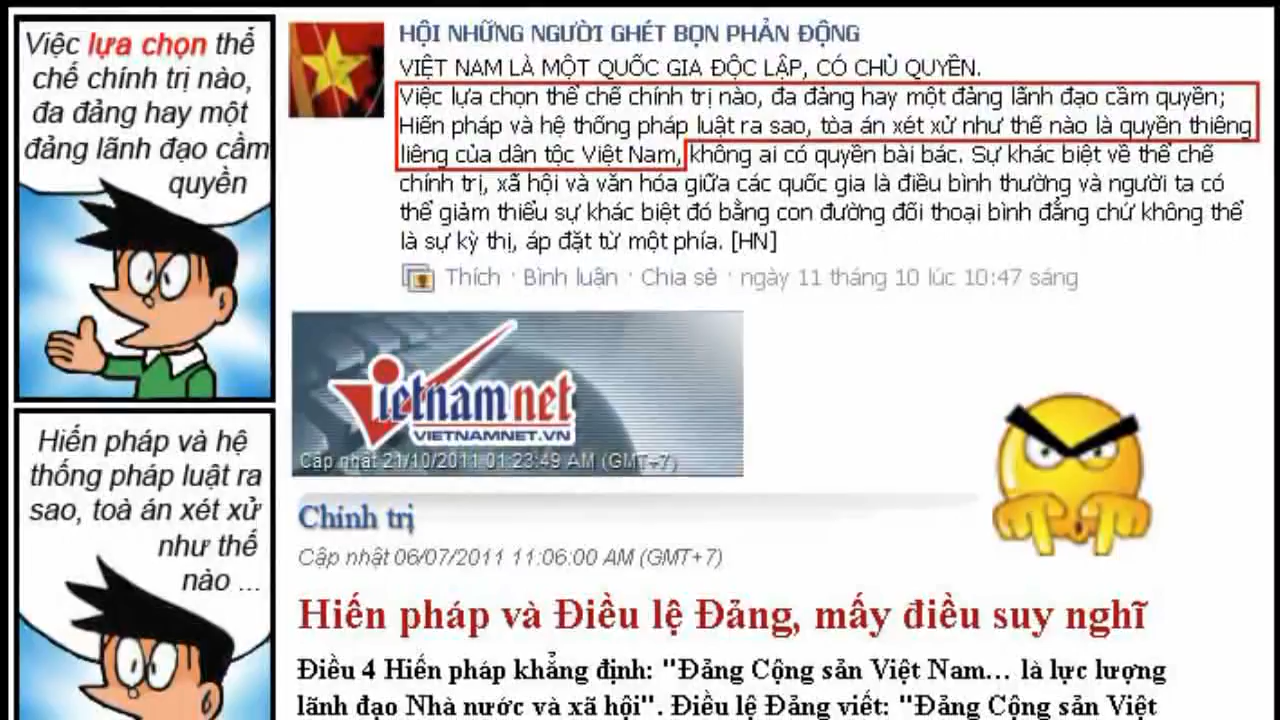 Việc lựa chọn thể
chế chính trị nào,
đa đảng hay một
đảng lãnh đạo cầm
quyền
Hiến pháp và hệ
thống pháp luật ra
sao, toà án xét xử
như thế
nào ...
HỘI NHỮNG NGƯỜI GHÉT BỌN PHẢN ĐỘNG
VIỆT NAM LÀ MỘT QUỐC GIA ĐỘC LẬP, CÓ CHỦ QUYỀN.
Việc lựa chọn thể chế chính trị nào, đa đảng hay một đảng lãnh đạo cầm quyền;
Hiến pháp và hệ thống pháp luật ra sao, tòa án xét xử như thế nào là quyền thiêng
liêng của dân tộc Việt Nam, không ai có quyền bài bác. Sự khác biệt về thể chế
chính trị, xã hội và văn hóa giữa các quốc gia là điều bình thường và người ta có
thể giảm thiểu sự khác biệt đó bằng con đường đối thoại bình đẳng chứ không thể
là sự kỳ thị, áp đặt từ một phía. [HN]
Thích · Bình luận · Chia sẻ · ngày 11 tháng 10 lúc 10:47 sáng
Vietnam net
VIETNAMNET.VN
Cập nhật 21/10/2011 01:23:49 AM (GMT+7)
Chính trị
Cập nhật 06/07/2011 11:06:00 AM (GMT+7)
Hiến pháp và Điều lệ Đảng, mấy điều suy nghĩ
Điều 4 Hiến pháp khẳng định: "Đảng Cộng sản Việt Nam... là lực lượng
lãnh đạo Nhà nước và xã hội". Điều lệ Đảng viết: "Đảng Cộng sản Việt